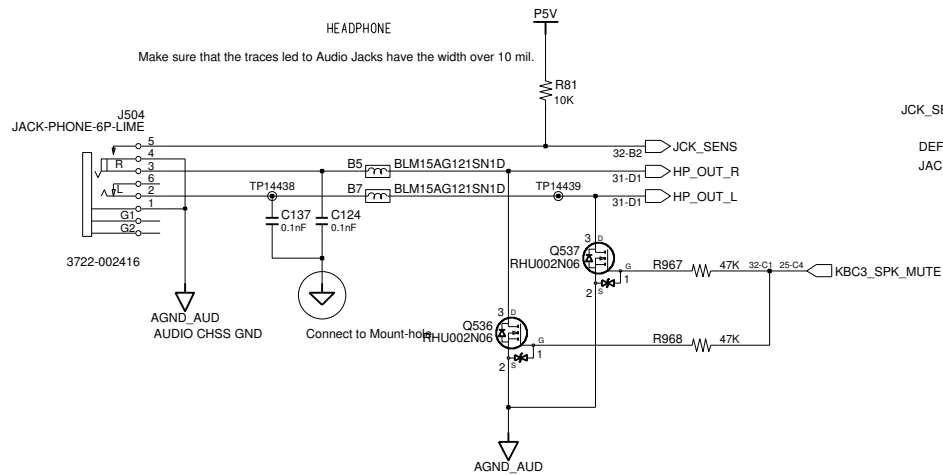 P5V
HEADPHONE
Make sure that the traces led to Audio Jacks have the width over 10 mil.
R81
10K
J504
JACK-PHONE-6P-LIME
JCK_SE
DEF
JAC
5
4
R
3
6
L
2
1
G1
G2
3722-002416
32-B2
JCK_SENS
B5
BLM15AG121SN1D
31-D1
HP_OUT_R
TP14438
B7
BLM15AG121SN1D
TP14439
31-D1
HP_OUT_L
C137
0.1nF
C124
0.1nF
3
D
Q537
RHU002N06
G
1
2
S
R967
47K
32-C1
25-C4
KBC3_SPK_MUTE
AGND_AUD
AUDIO CHSS GND
Connect to Mount-hole
3
D
Q536
RHU002N06
G
1
2
S
R968
47K
AGND_AUD